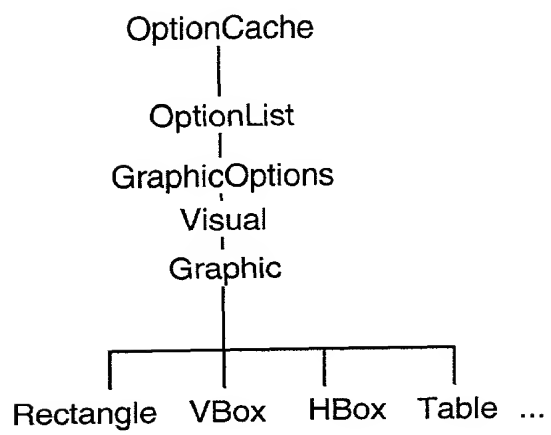 OptionCache
OptionList
GraphicOptions
Visual
Graphic
Rectangle VBox HBox Table ...